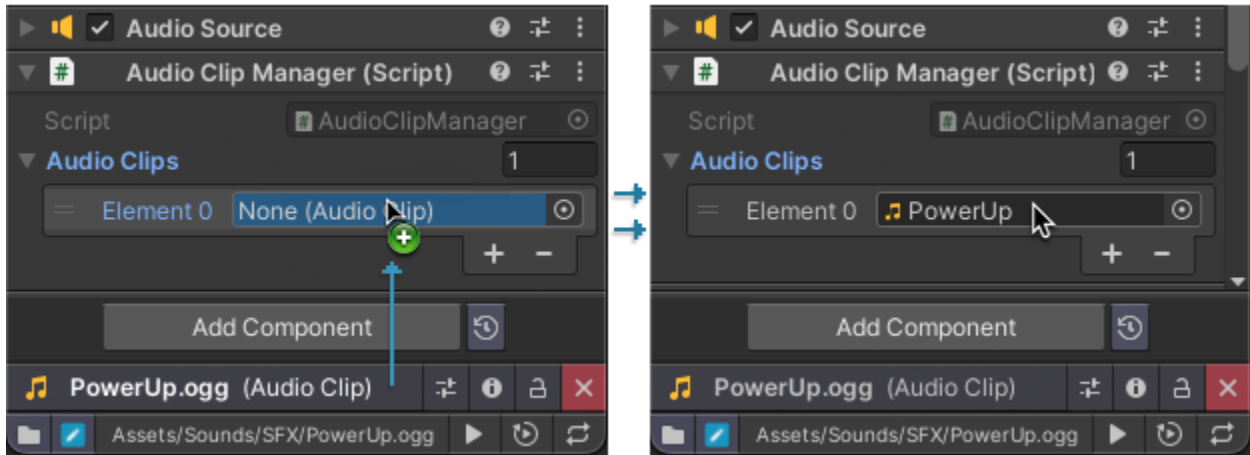 Audio Source
Audio Clip Manager (Script)
Script AudioClipManager
Audio Clips 1
Element 0 None (Audio Clip)
+ −
Add Component
PowerUp.ogg (Audio Clip)
Assets/Sounds/SFX/PowerUp.ogg
Audio Source
Audio Clip Manager (Script)
Script AudioClipManager
Audio Clips 1
Element 0 PowerUp
+ −
Add Component
PowerUp.ogg (Audio Clip)
Assets/Sounds/SFX/PowerUp.ogg